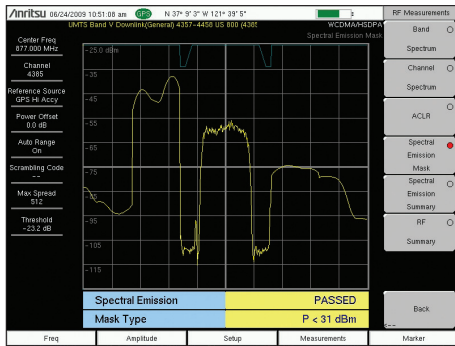 Anritsu 06/24/2009 10:51:08 am GPS N 37° 9' 3" W 121° 39' 5"
RF Measurements
UMTS Band V Downlink(General) 4357-4458 US 800 (4385
WCDMA/HSDPA
Spectral Emission Mask
Center Freq
877.000 MHz
Channel
4385
Reference Source
GPS Hi Accy
Power Offset
0.0 dB
Auto Range
On
Scrambling Code
--
Max Spread
512
Threshold
-23.2 dB
-25.0 dBm
-35
-45
-55
-65
-75
-85
-95
-105
-115
Band
Spectrum
Channel
Spectrum
ACLR
Spectral
Emission
Mask
Spectral
Emission
Summary
RF
Summary
Back
<--
Spectral Emission PASSED
Mask Type P < 31 dBm
Freq Amplitude Setup Measurements Marker